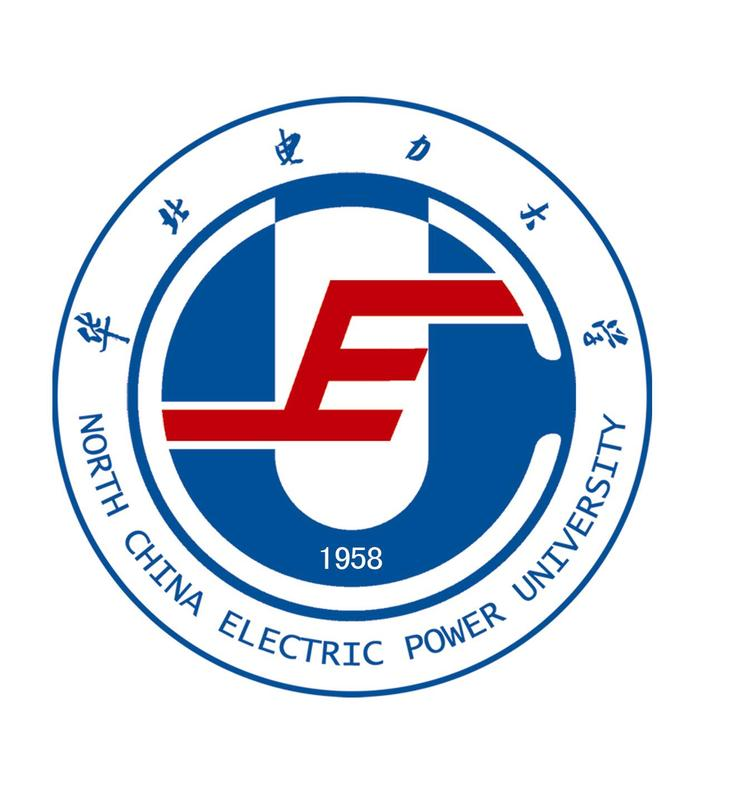 华北电力大学
E
1958
NORTH CHINA ELECTRIC POWER UNIVERSITY